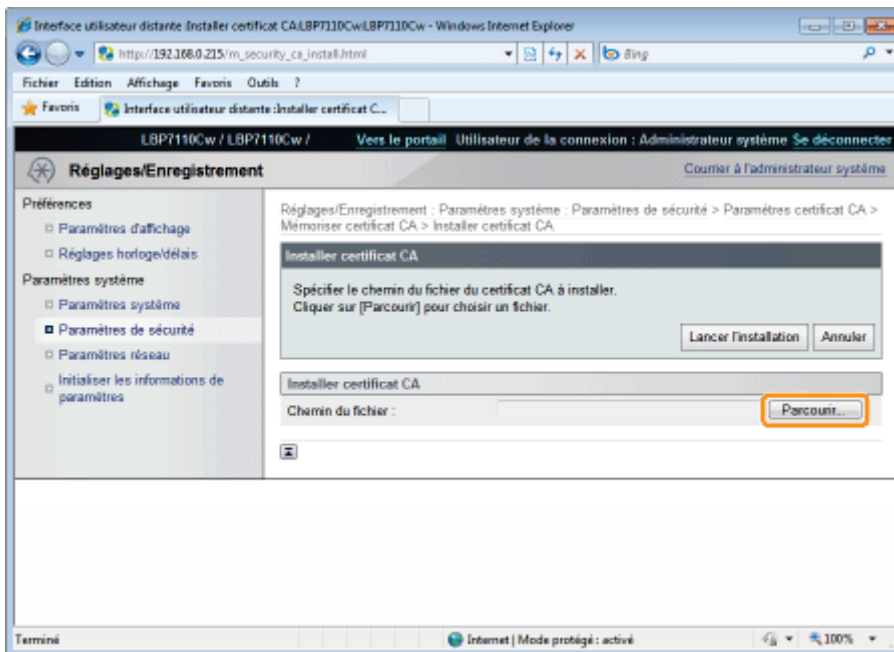 Interface utilisateur distante :Installer certificat CA:LBP7110Cw:LBP7110Cw - Windows Internet Explorer
http://192.168.0.215/m_security_ca_install.html
Bing
Fichier Edition Affichage Favoris Outils ?
Favoris
Interface utilisateur distante :Installer certificat C...
LBP7110Cw / LBP7110Cw /
Vers le portail Utilisateur de la connexion : Administrateur système Se déconnecter
Réglages/Enregistrement
Courrier à l'administrateur système
Préférences
Paramètres d'affichage
Réglages horloge/délais
Paramètres système
Paramètres système
Paramètres de sécurité
Paramètres réseau
Initialiser les informations de
paramètres
Réglages/Enregistrement : Paramètres système : Paramètres de sécurité > Paramètres certificat CA >
Mémoriser certificat CA > Installer certificat CA
Installer certificat CA
Spécifier le chemin du fichier du certificat CA à installer.
Cliquer sur [Parcourir] pour choisir un fichier.
Lancer l'installation
Annuler
Installer certificat CA
Chemin du fichier :
Parcourir...
Terminé
Internet | Mode protégé : activé
100%